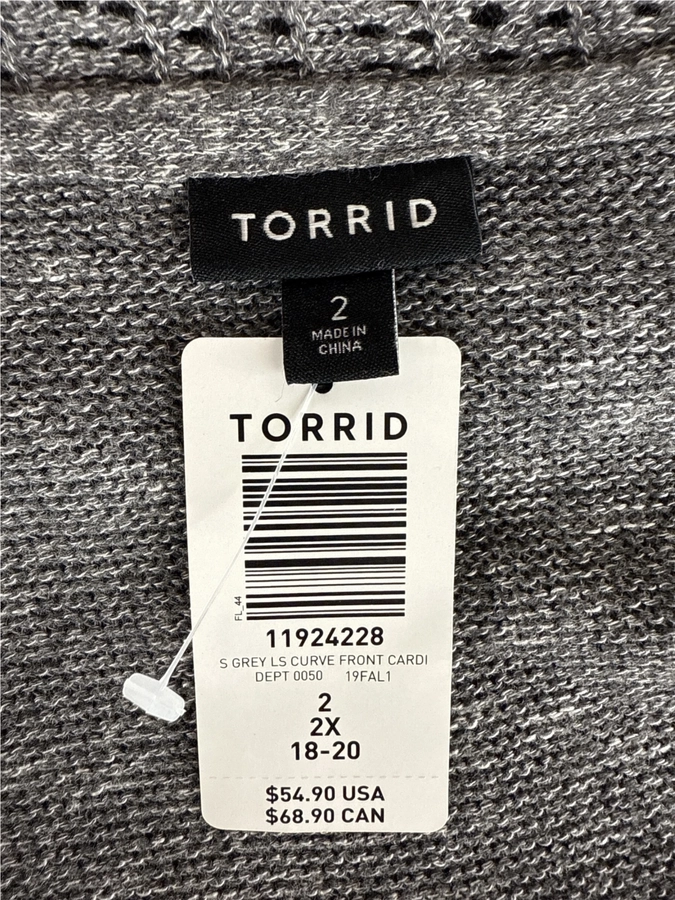 TORRID
2
MADE IN
CHINA
TORRID
FL_44
11924228
S GREY LS CURVE FRONT CARDI
DEPT 0050 19FAL1
2
2X
18-20
$54.90 USA
$68.90 CAN